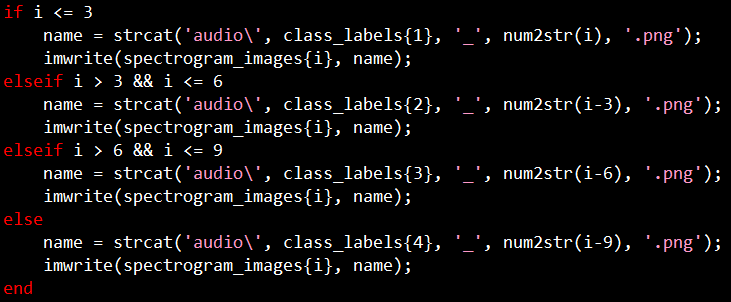 if i <= 3
    name = strcat('audio\', class_labels{1}, '_', num2str(i), '.png');
    imwrite(spectrogram_images{i}, name);
elseif i > 3 && i <= 6
    name = strcat('audio\', class_labels{2}, '_', num2str(i-3), '.png');
    imwrite(spectrogram_images{i}, name);
elseif i > 6 && i <= 9
    name = strcat('audio\', class_labels{3}, '_', num2str(i-6), '.png');
    imwrite(spectrogram_images{i}, name);
else
    name = strcat('audio\', class_labels{4}, '_', num2str(i-9), '.png');
    imwrite(spectrogram_images{i}, name);
end